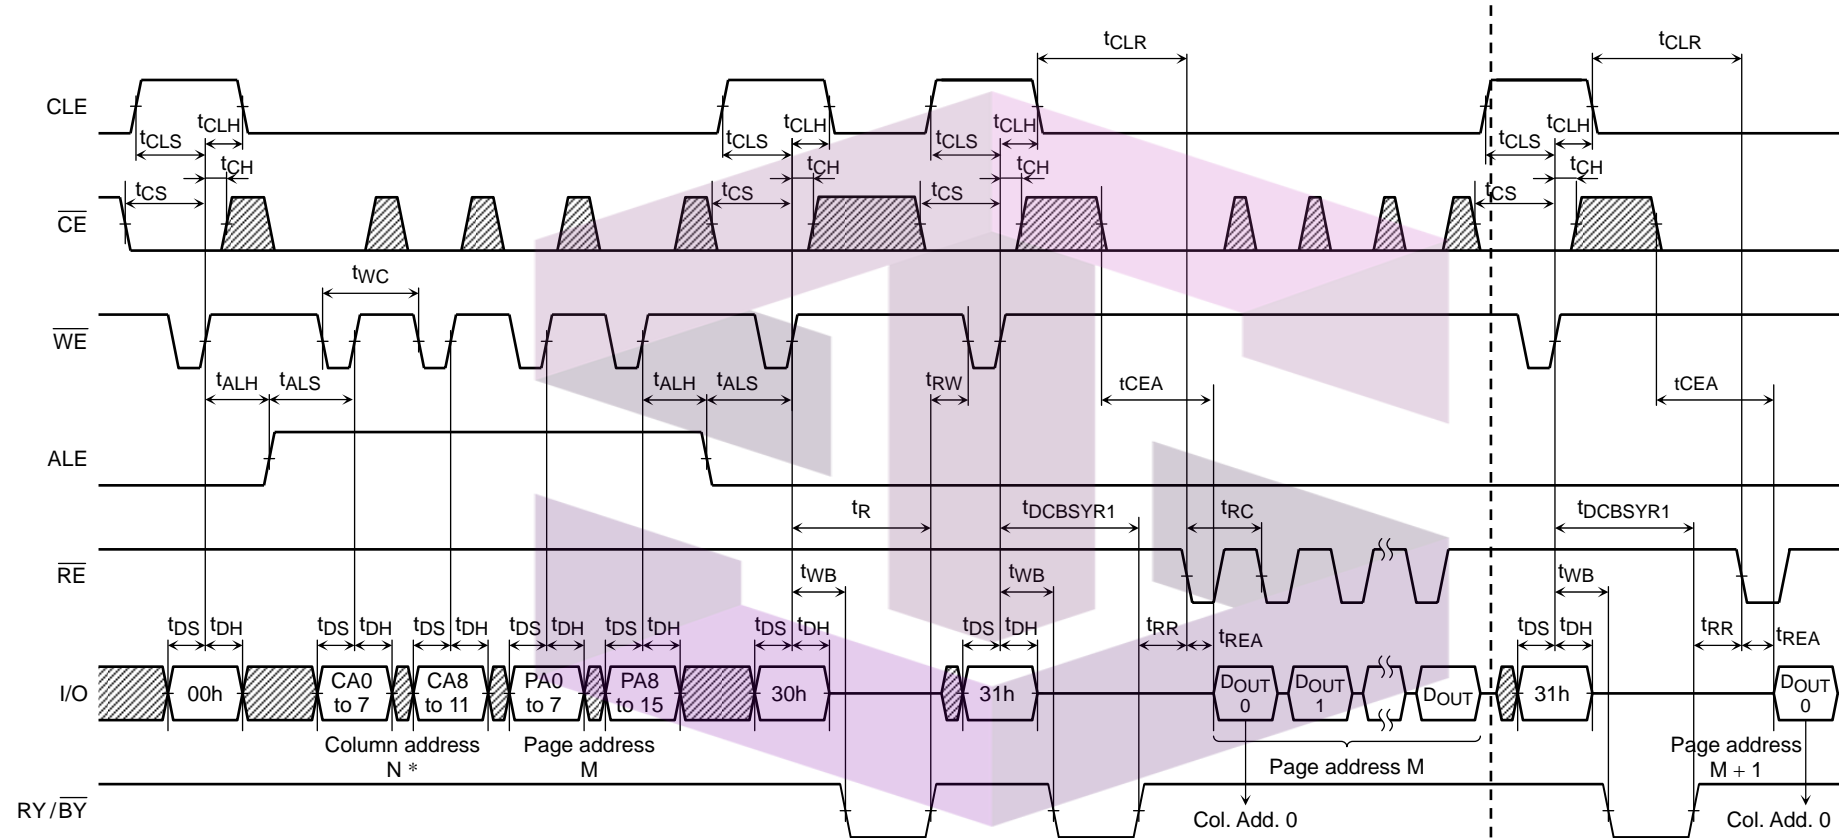 tCLR tCLR
CLE
tCLS tCLH tCLS tCLH tCLS tCLH tCLS tCLH
tCH tCH tCH tCH
tCS tCS tCS tCS
CE
tWC
WE
tALH tALS tALH tALS tRW tCEA tCEA
ALE
tR tDCBSYR1 tRC tDCBSYR1
RE
tWB tWB tWB
tDS tDH tDS tDH tDS tDH tDS tDH tDS tDH tDS tDH tDS tDH tRR tREA tDS tDH tRR tREA
I/O
00h
CA0
to 7
CA8
to 11
PA0
to 7
PA8
to 15
30h
31h
DOUT
0
DOUT
1
DOUT
31h
DOUT
0
Column address
N *
Page address
M
Page address M
Page address
M + 1
RY/BY
Col. Add. 0
Col. Add. 0